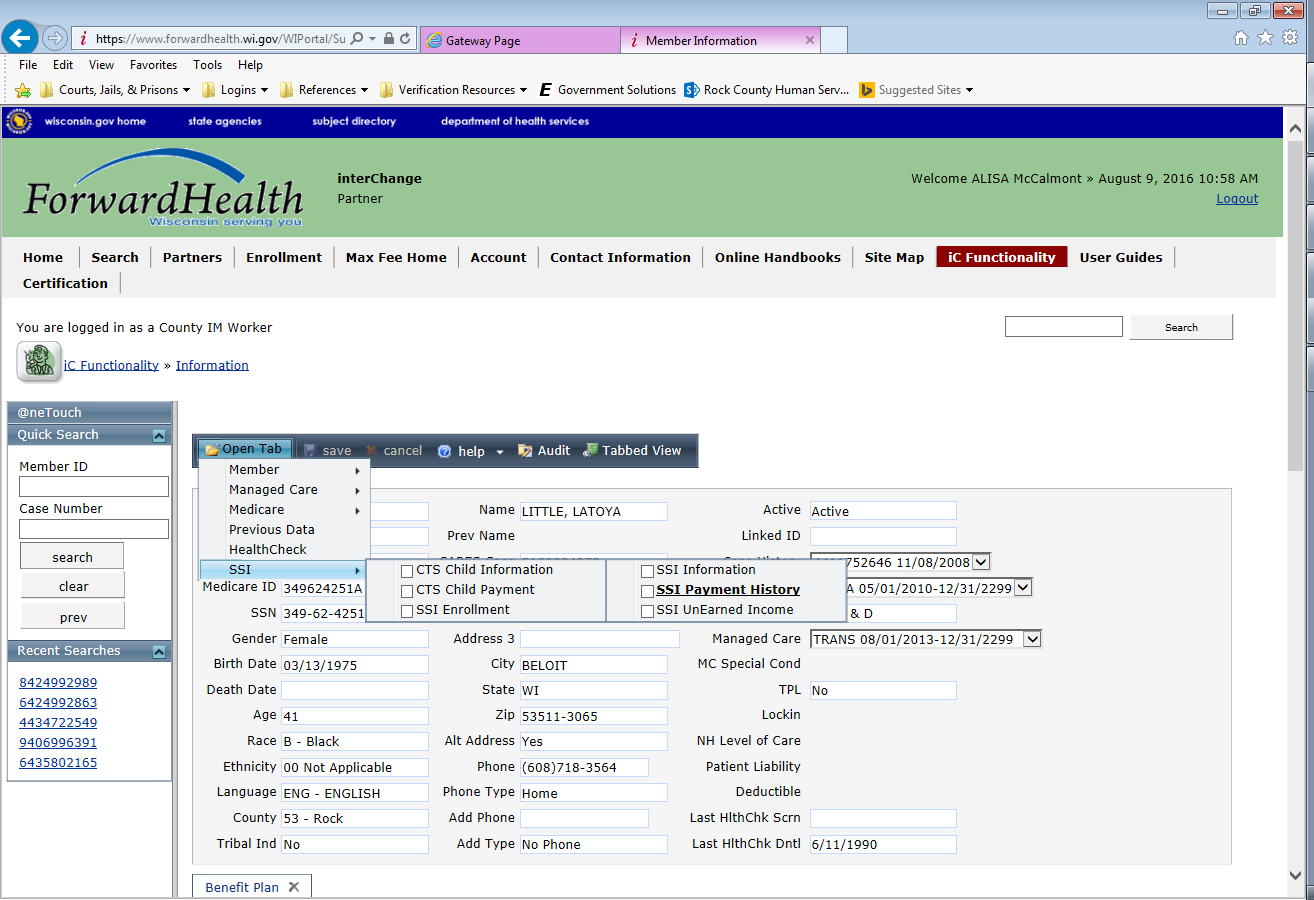 https://www.forwardhealth.wi.gov/WIPortal/Su
Gateway Page
Member Information
File Edit View Favorites Tools Help
Courts, Jails, & Prisons Logins References Verification Resources Government Solutions Rock County Human Serv... Suggested Sites
wisconsin.gov home state agencies subject directory department of health services
ForwardHealth
Wisconsin serving you
interChange
Partner
Welcome ALISA McCalmont » August 9, 2016 10:58 AM
Logout
Home Search Partners Enrollment Max Fee Home Account Contact Information Online Handbooks Site Map iC Functionality User Guides
Certification
You are logged in as a County IM Worker
Search
iC Functionality » Information
@neTouch
Quick Search
Member ID
Case Number
search
clear
prev
Recent Searches
8424992989
6424992863
4434722549
9406996391
6435802165
Open Tab save cancel help Audit Tabbed View
Member
Managed Care
Medicare
Previous Data
HealthCheck
SSI
CTS Child Information
CTS Child Payment
SSI Enrollment
SSI Information
SSI Payment History
SSI UnEarned Income
Name LITTLE, LATOYA Active Active
Prev Name Linked ID
752646 11/08/2008
Medicare ID 349624251A A 05/01/2010-12/31/2299
SSN 349-62-4251 & D
Gender Female Address 3 Managed Care TRANS 08/01/2013-12/31/2299
Birth Date 03/13/1975 City BELOIT MC Special Cond
Death Date State WI TPL No
Age 41 Zip 53511-3065 Lockin
Race B - Black Alt Address Yes NH Level of Care
Ethnicity 00 Not Applicable Phone (608)718-3564 Patient Liability
Language ENG - ENGLISH Phone Type Home Deductible
County 53 - Rock Add Phone Last HlthChk Scrn
Tribal Ind No Add Type No Phone Last HlthChk Dntl 6/11/1990
Benefit Plan